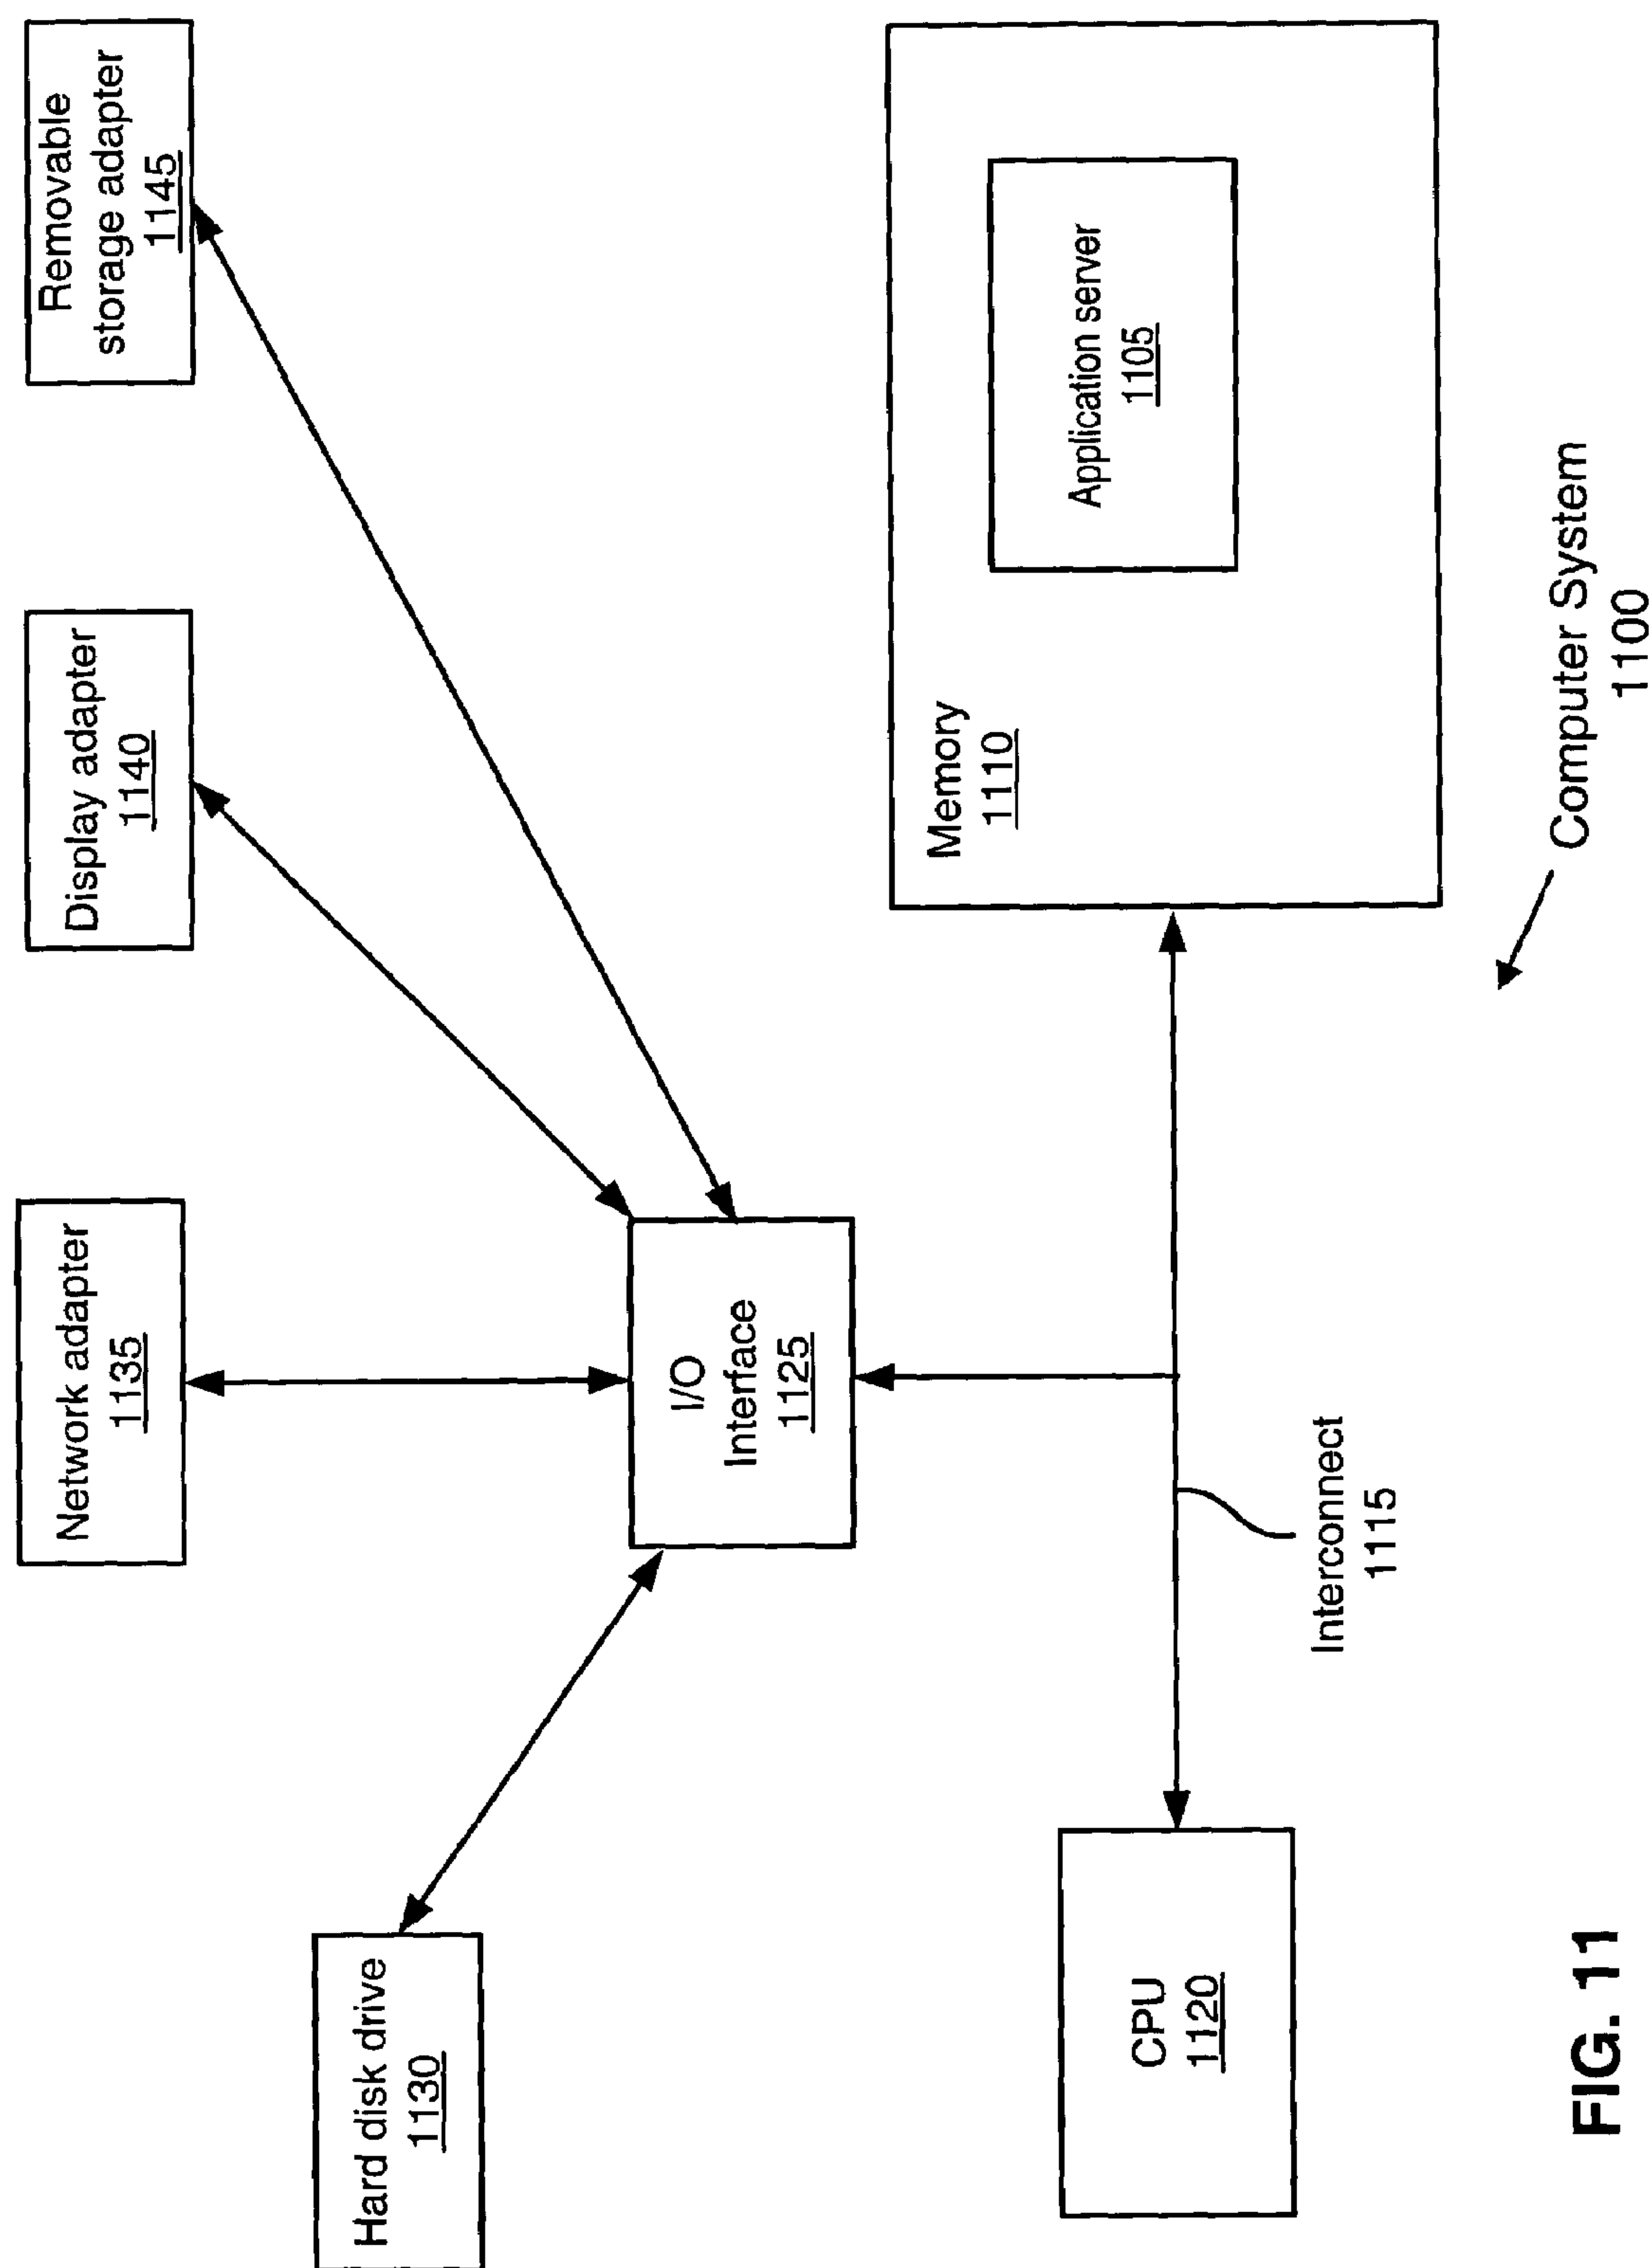 Hard disk drive
1130
Network adapter
1135
Display adapter
1140
Removable
storage adapter
1145
I/O
Interface
1125
CPU
1120
Interconnect
1115
Memory
1110
Application server
1105
Computer System
1100
FIG. 11